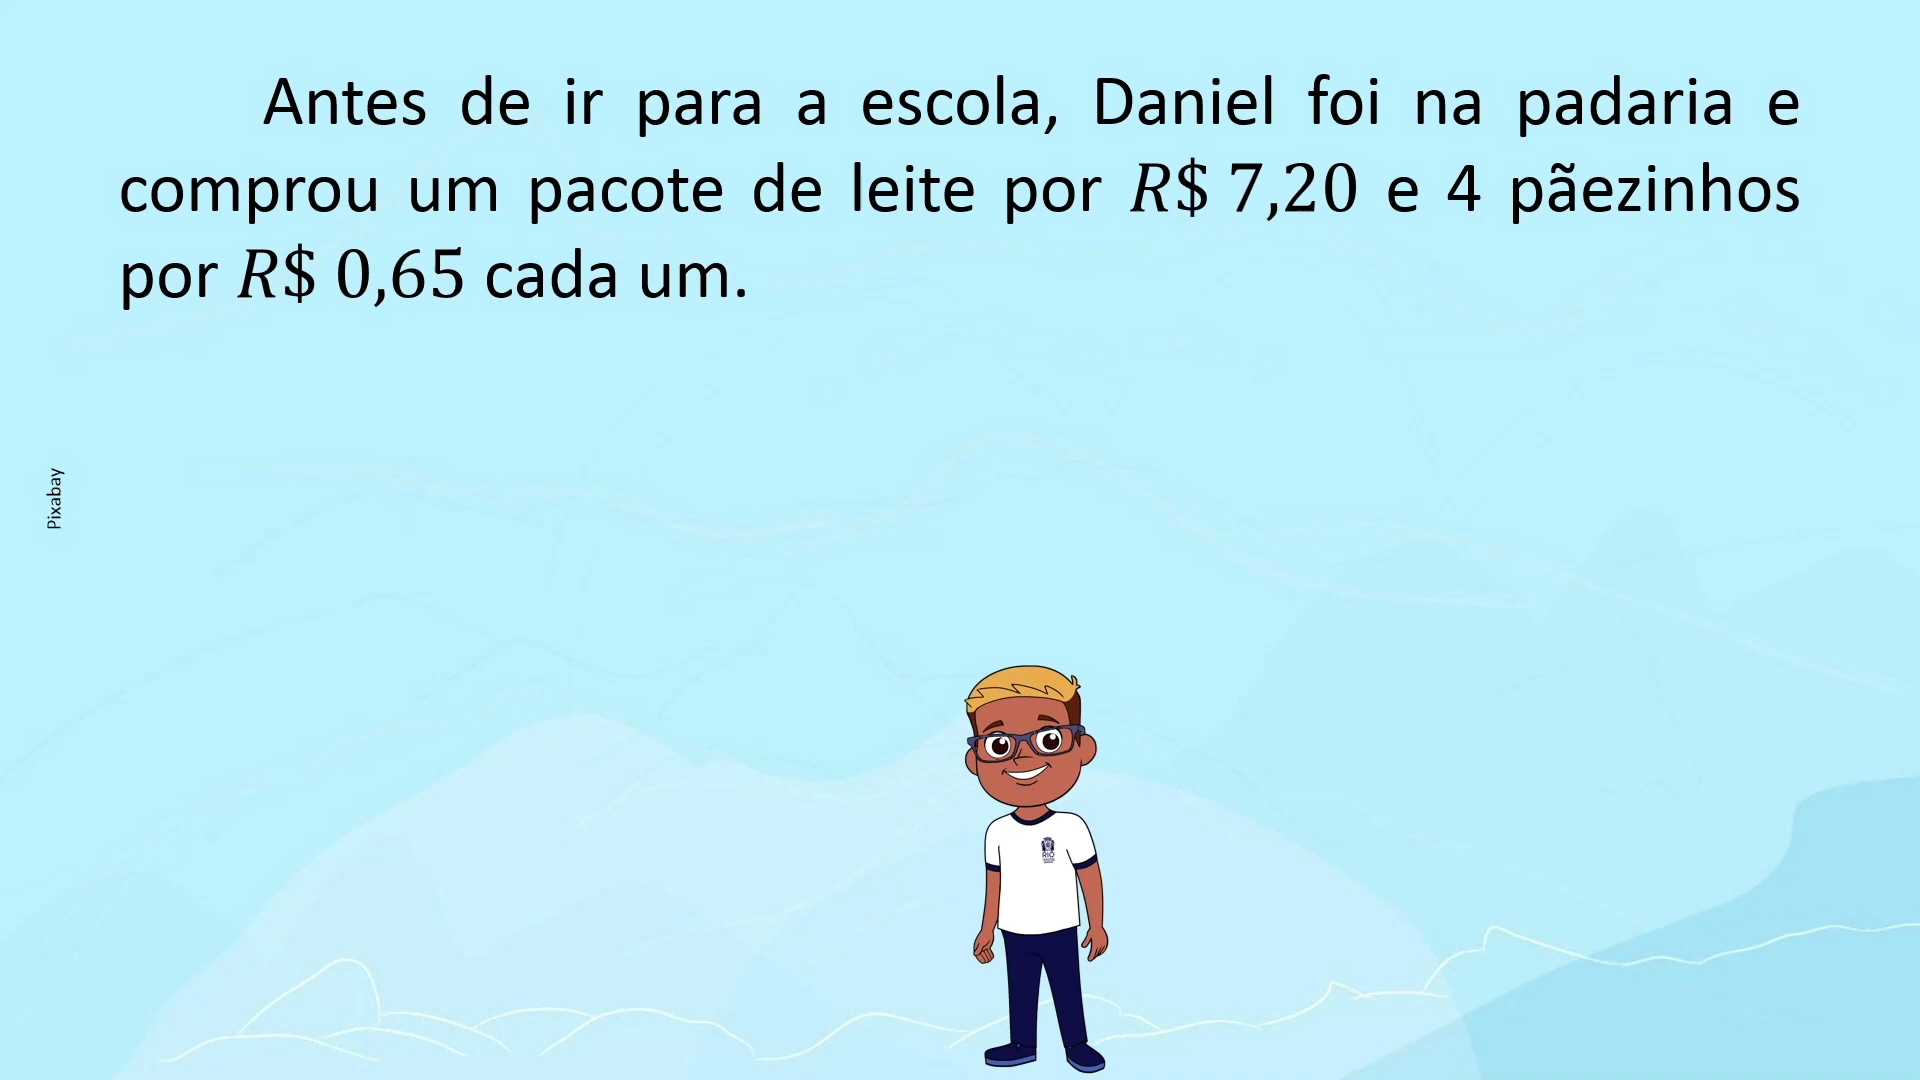 Antes de ir para a escola, Daniel foi na padaria e
comprou um pacote de leite por R$ 7,20 e 4 pãezinhos
por R$ 0,65 cada um.
Pixabay
RIO